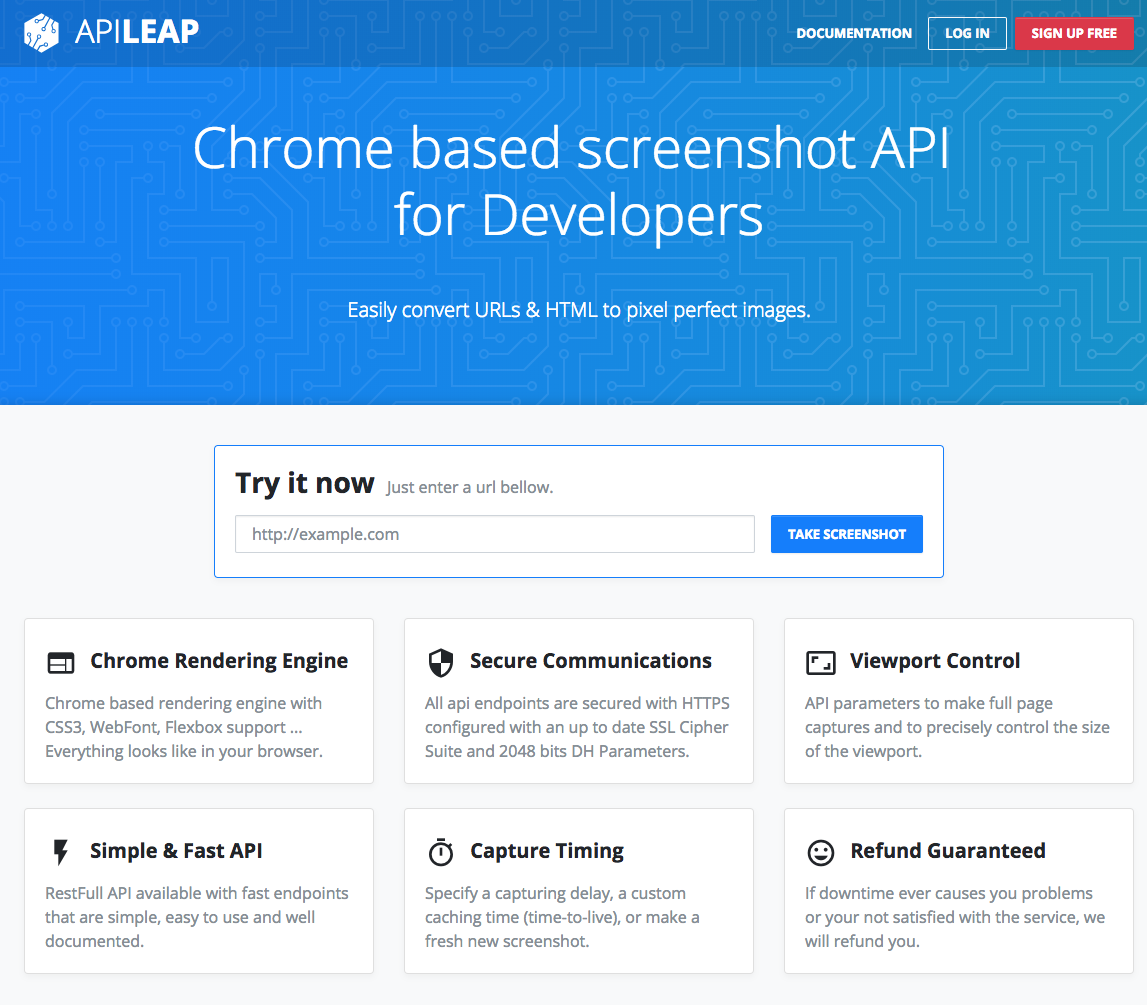 APILEAP
DOCUMENTATION
LOG IN
SIGN UP FREE
Chrome based screenshot API
for Developers
Easily convert URLs & HTML to pixel perfect images.
Try it now Just enter a url bellow.
http://example.com
TAKE SCREENSHOT
Chrome Rendering Engine
Chrome based rendering engine with
CSS3, WebFont, Flexbox support ...
Everything looks like in your browser.
Secure Communications
All api endpoints are secured with HTTPS
configured with an up to date SSL Cipher
Suite and 2048 bits DH Parameters.
Viewport Control
API parameters to make full page
captures and to precisely control the size
of the viewport.
Simple & Fast API
RestFull API available with fast endpoints
that are simple, easy to use and well
documented.
Capture Timing
Specify a capturing delay, a custom
caching time (time-to-live), or make a
fresh new screenshot.
Refund Guaranteed
If downtime ever causes you problems
or your not satisfied with the service, we
will refund you.